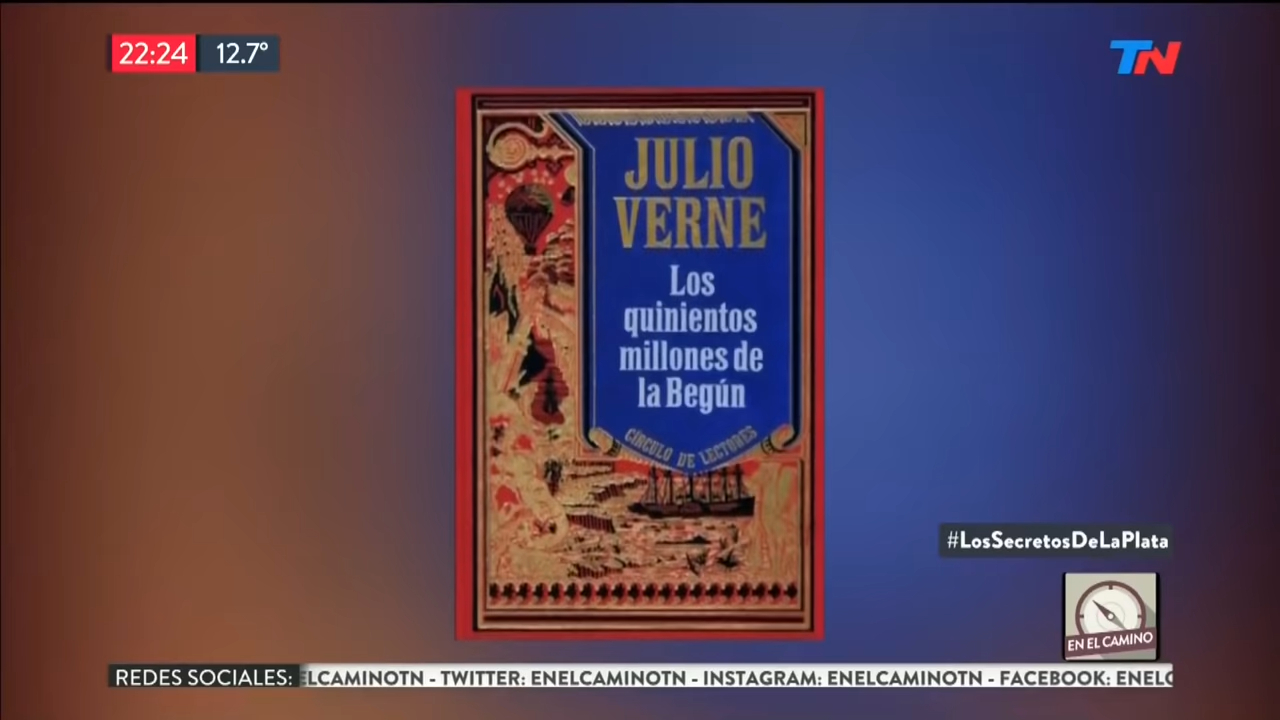 22:24 12.7°
TN
JULIO
VERNE
Los
quinientos
millones de
la Begún
CÍRCULO DE LECTORES
#LosSecretosDeLaPlata
EN EL CAMINO
REDES SOCIALES: ELCAMINOTN - TWITTER: ENELCAMINOTN - INSTAGRAM: ENELCAMINOTN - FACEBOOK: ENELC